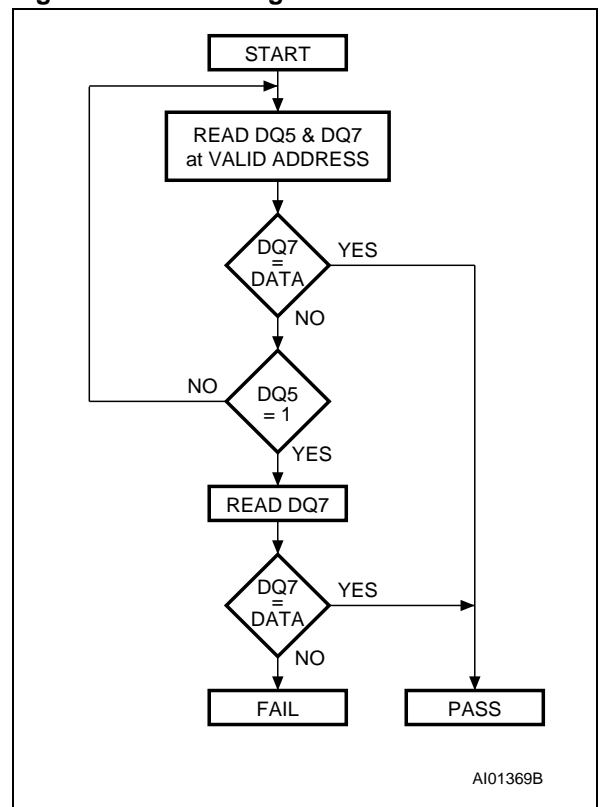 START
READ DQ5 & DQ7
at VALID ADDRESS
DQ7
=
DATA
YES
NO
DQ5
= 1
NO
YES
READ DQ7
DQ7
=
DATA
YES
NO
FAIL
PASS
AI01369B